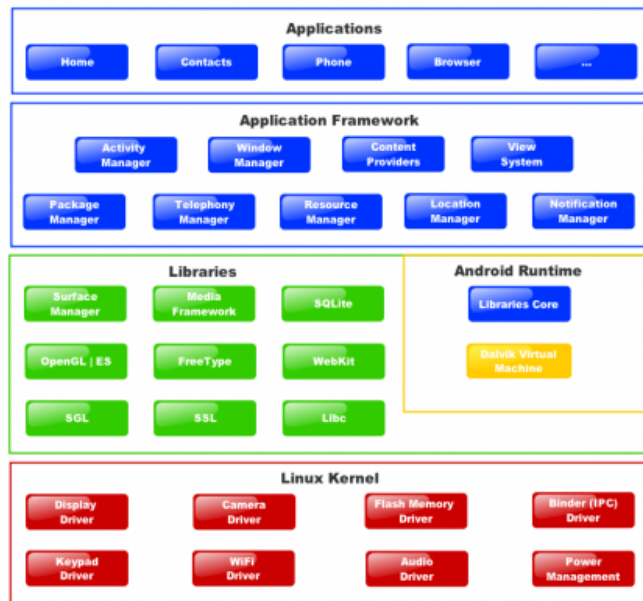 Applications
Home
Contacts
Phone
Browser
...
Application Framework
Activity
Manager
Window
Manager
Content
Providers
View
System
Package
Manager
Telephony
Manager
Resource
Manager
Location
Manager
Notification
Manager
Libraries
Surface
Manager
Media
Framework
SQLite
OpenGL | ES
FreeType
WebKit
SGL
SSL
Libc
Android Runtime
Libraries Core
Dalvik Virtual
Machine
Linux Kernel
Display
Driver
Camera
Driver
Flash Memory
Driver
Binder (IPC)
Driver
Keypad
Driver
WiFi
Driver
Audio
Driver
Power
Management